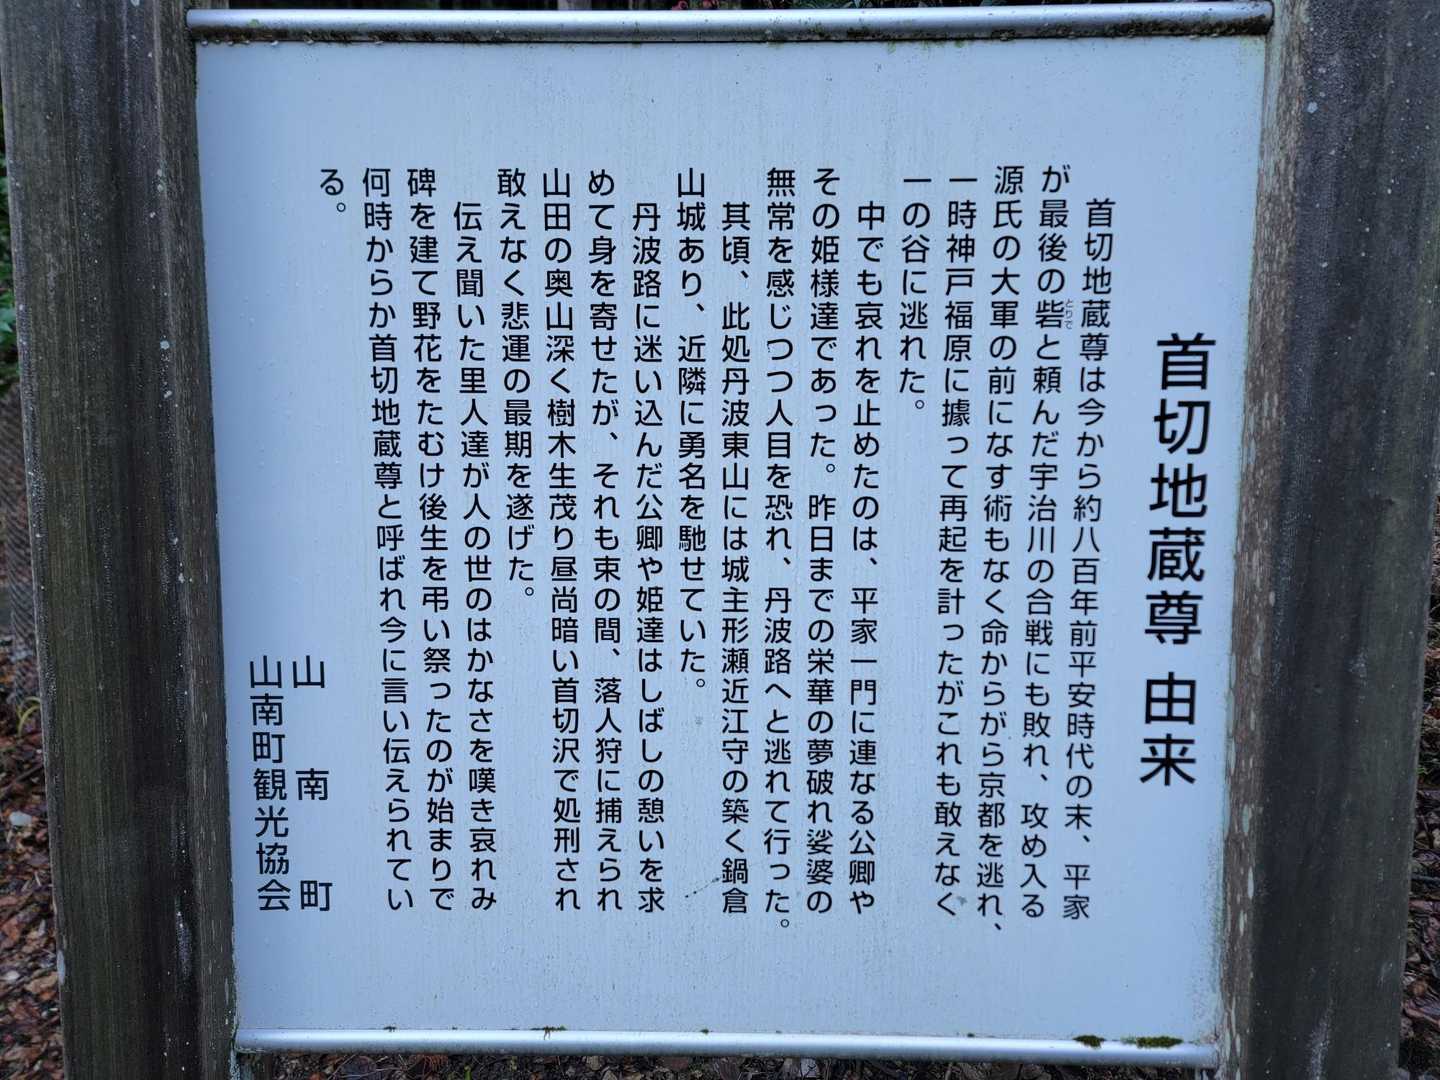 首切地蔵尊 由来
首切地蔵尊は今から約八百年前平安時代の末、平家
が最後の砦と頼んだ宇治川の合戦にも敗れ、攻め入る
とりで
源氏の大軍の前になす術もなく命からがら京都を逃れ、
一時神戸福原に據って再起を計ったがこれも敢えなく
一の谷に逃れた。
中でも哀れを止めたのは、平家一門に連なる公卿や
その姫様達であった。昨日までの栄華の夢破れ娑婆の
無常を感じつつ人目を恐れ、丹波路へと逃れて行った。
其頃、此処丹波東山には城主形瀬近江守の築く鍋倉
山城あり、近隣に勇名を馳せていた。
丹波路に迷い込んだ公卿や姫達はしばしの憩いを求
めて身を寄せたが、それも束の間、落人狩に捕えられ
山田の奥山深く樹木生茂り昼尚暗い首切沢で処刑され
敢えなく悲運の最期を遂げた。
伝え聞いた里人達が人の世のはかなさを嘆き哀れみ
碑を建て野花をたむけ後生を弔い祭ったのが始まりで
何時からか首切地蔵尊と呼ばれ今に言い伝えられてい
る。
山南町
山南町観光協会